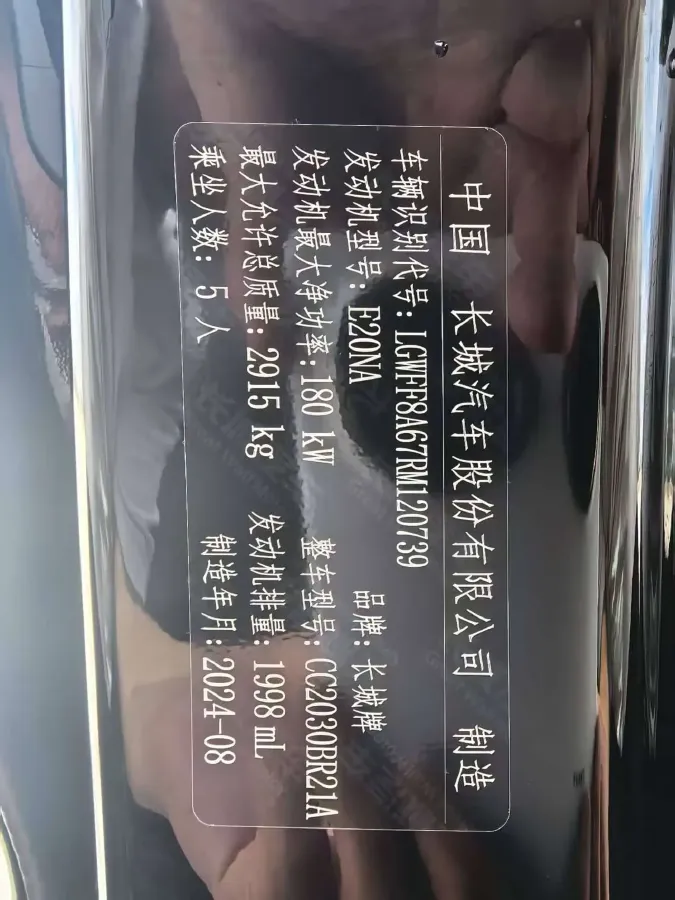 中国 长城汽车股份有限公司 制造
车辆识别代号: LGWFF8A67RM120739
发动机型号: E20NA 品牌: 长城牌
发动机最大净功率: 180 kW 整车型号: CC2030BR21A
最大允许总质量: 2915 kg 发动机排量: 1998 mL
乘坐人数: 5 人 制造年月: 2024-08